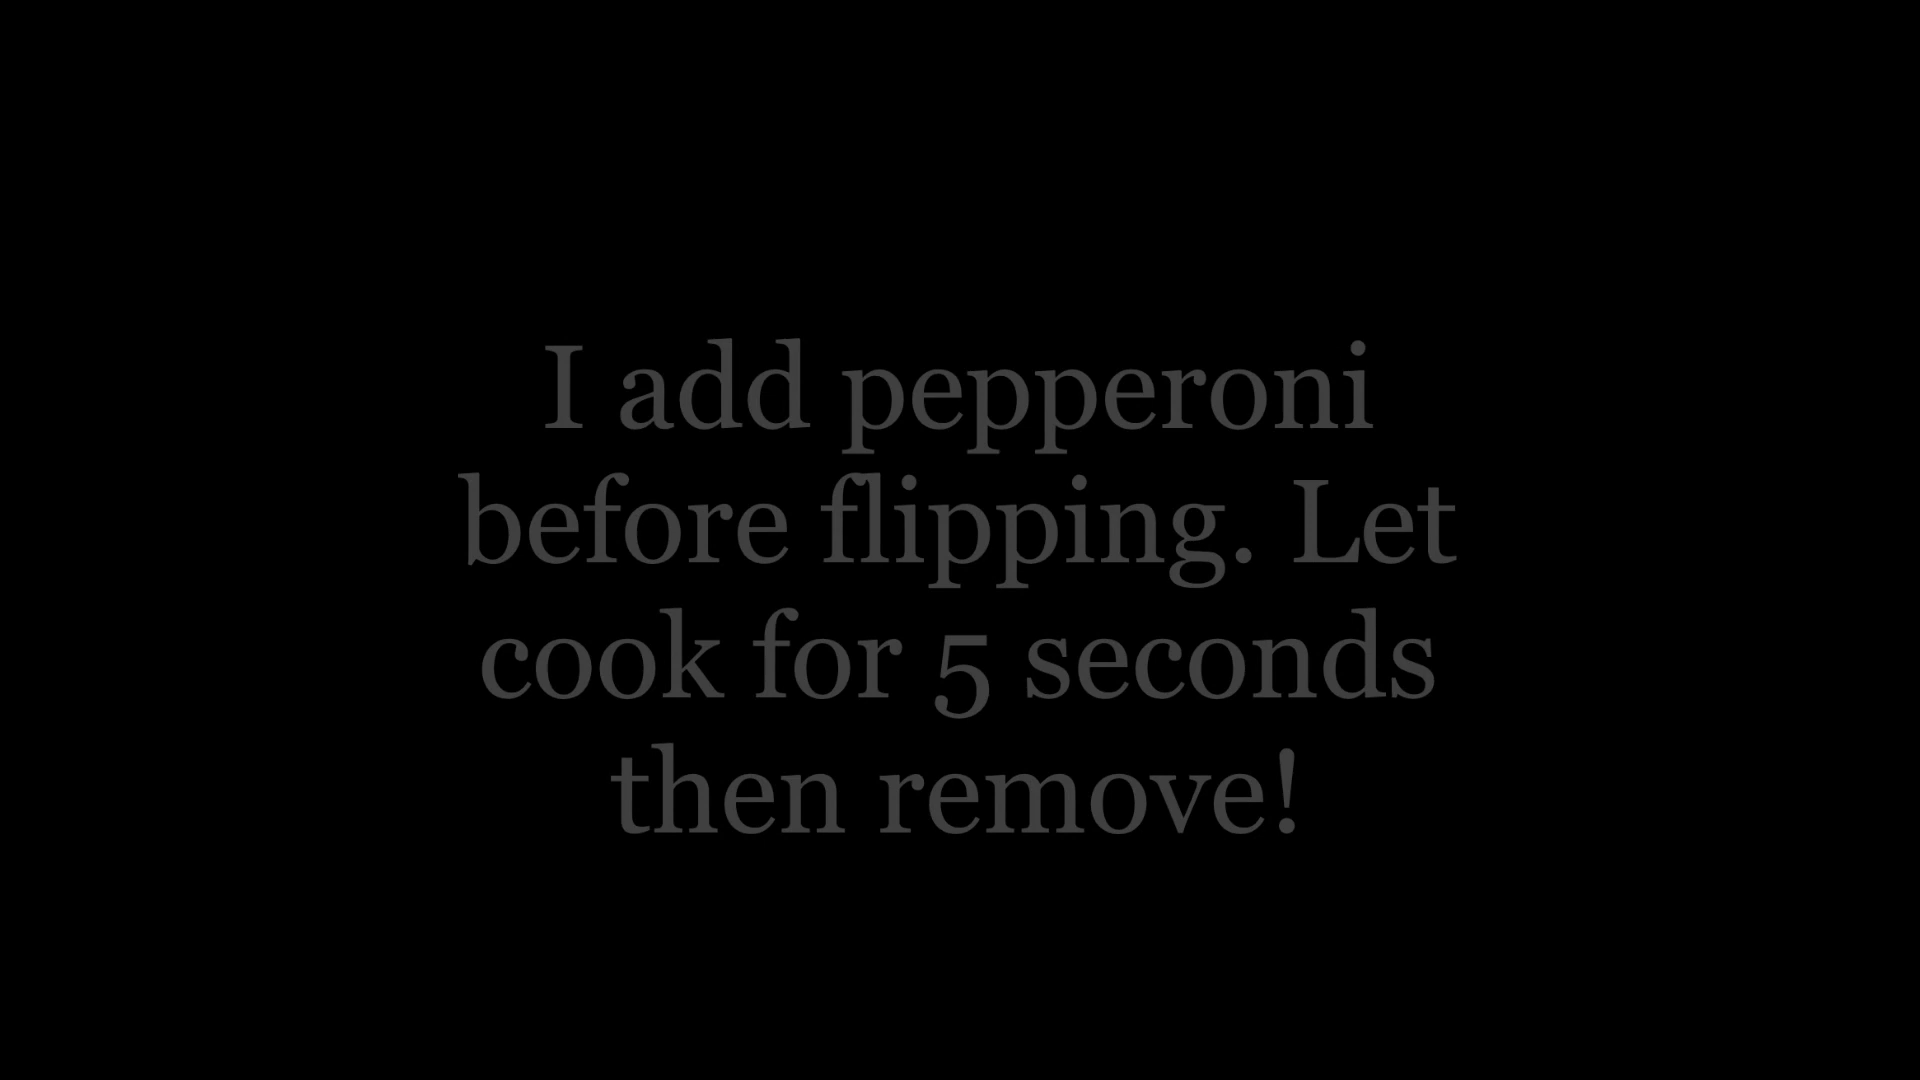 I add pepperoni
before flipping. Let
cook for 5 seconds
then remove!